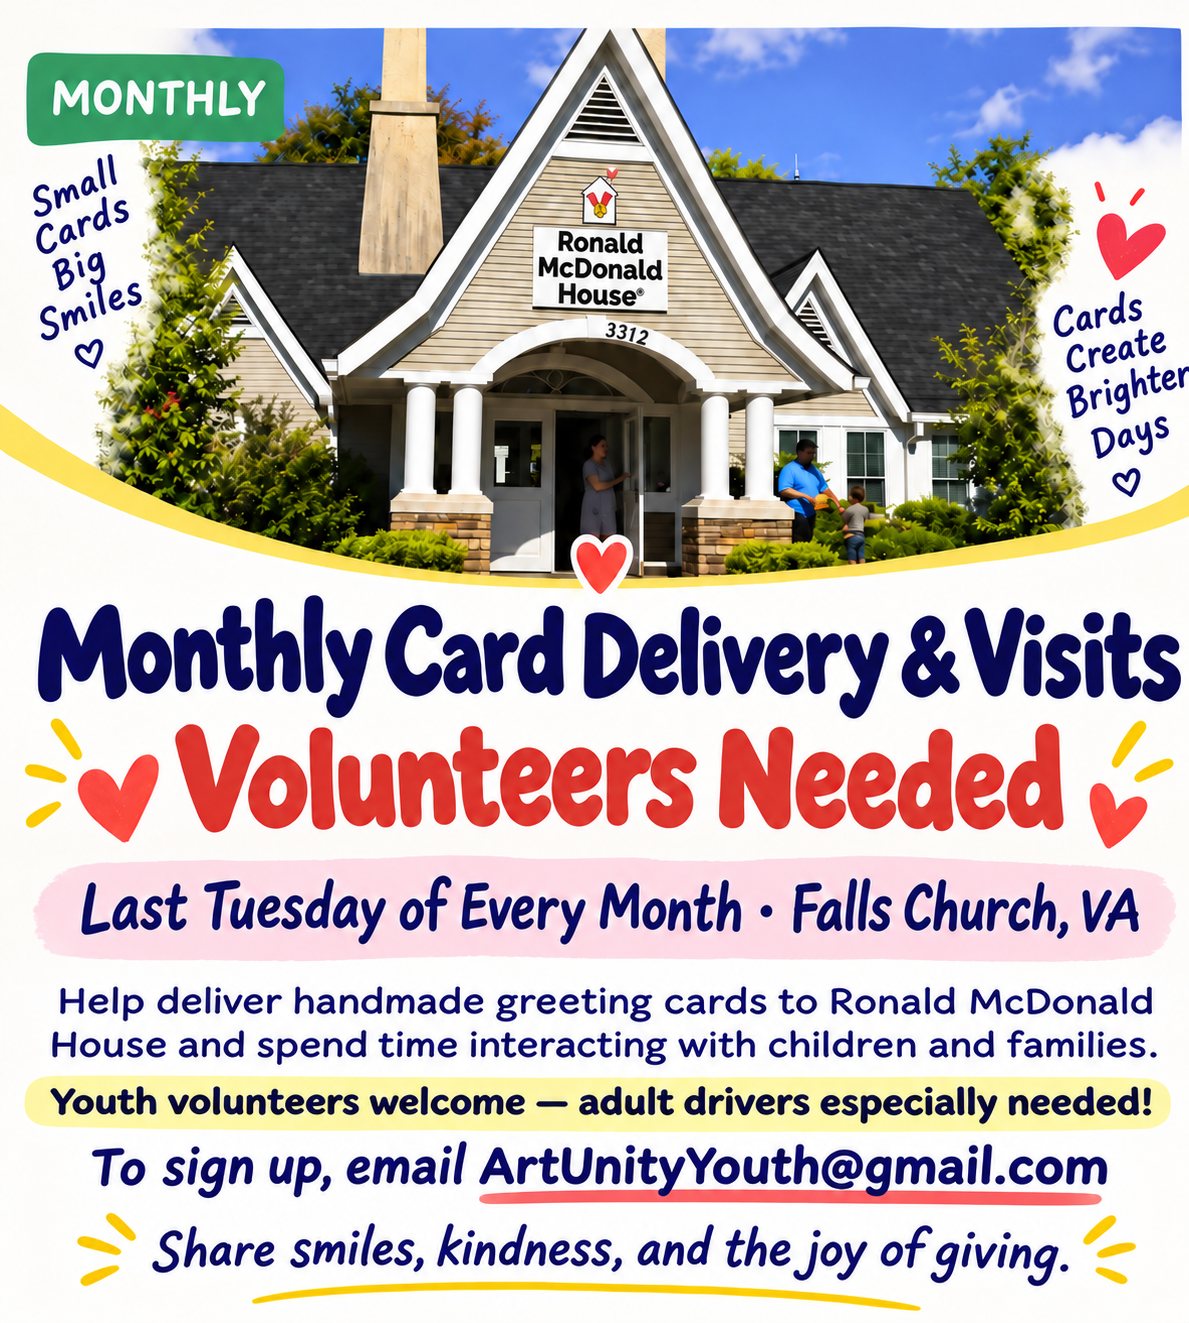 MONTHLY
Small
Cards
Big
Smiles
Ronald
McDonald
House®
3312
Cards
Create
Brighter
Days
Monthly Card Delivery & Visits
Volunteers Needed
Last Tuesday of Every Month • Falls Church, VA
Help deliver handmade greeting cards to Ronald McDonald
House and spend time interacting with children and families.
Youth volunteers welcome — adult drivers especially needed!
To sign up, email ArtUnityYouth@gmail.com
Share smiles, kindness, and the joy of giving.